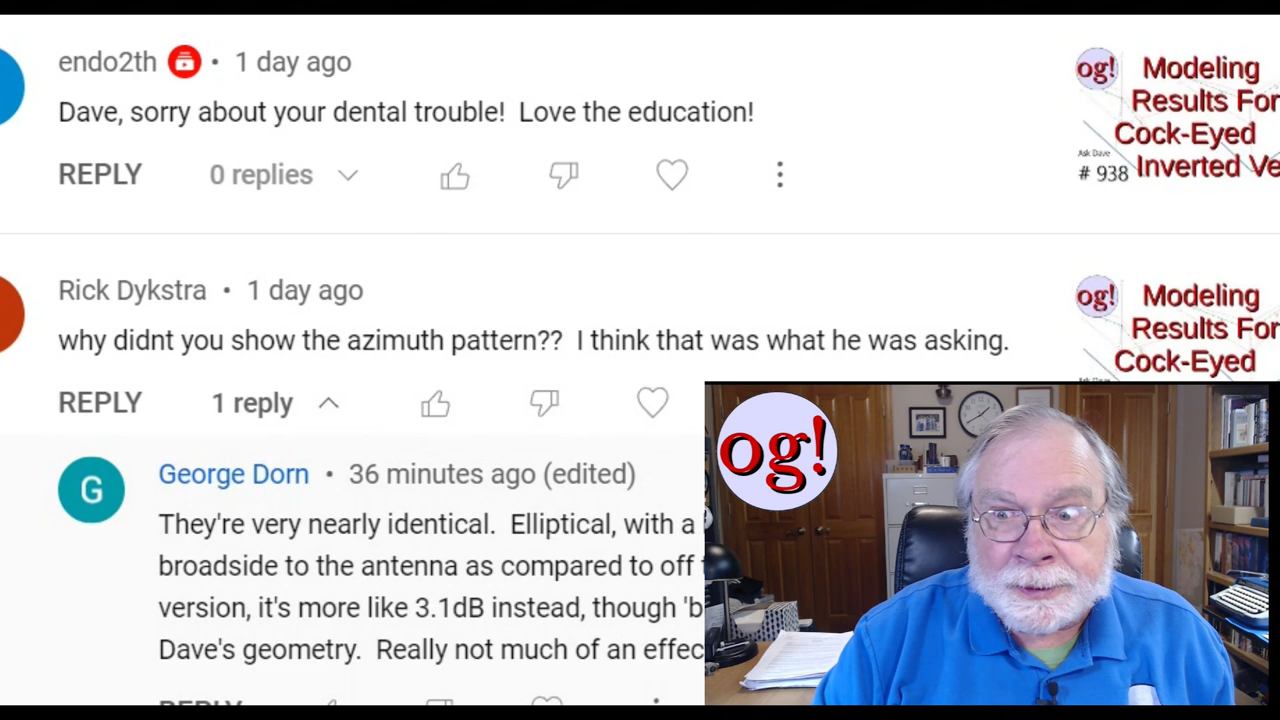 endo2th • 1 day ago
Dave, sorry about your dental trouble! Love the education!
REPLY 0 replies
og! Modeling
Results For
Cock-Eyed
Ask Dave
# 938 Inverted Ve
Rick Dykstra • 1 day ago
why didnt you show the azimuth pattern?? I think that was what he was asking.
REPLY 1 reply
og! Modeling
Results For
Cock-Eyed
G George Dorn • 36 minutes ago (edited)
They're very nearly identical. Elliptical, with a
broadside to the antenna as compared to off
version, it's more like 3.1dB instead, though 'b
Dave's geometry. Really not much of an effec
REPLY
og!